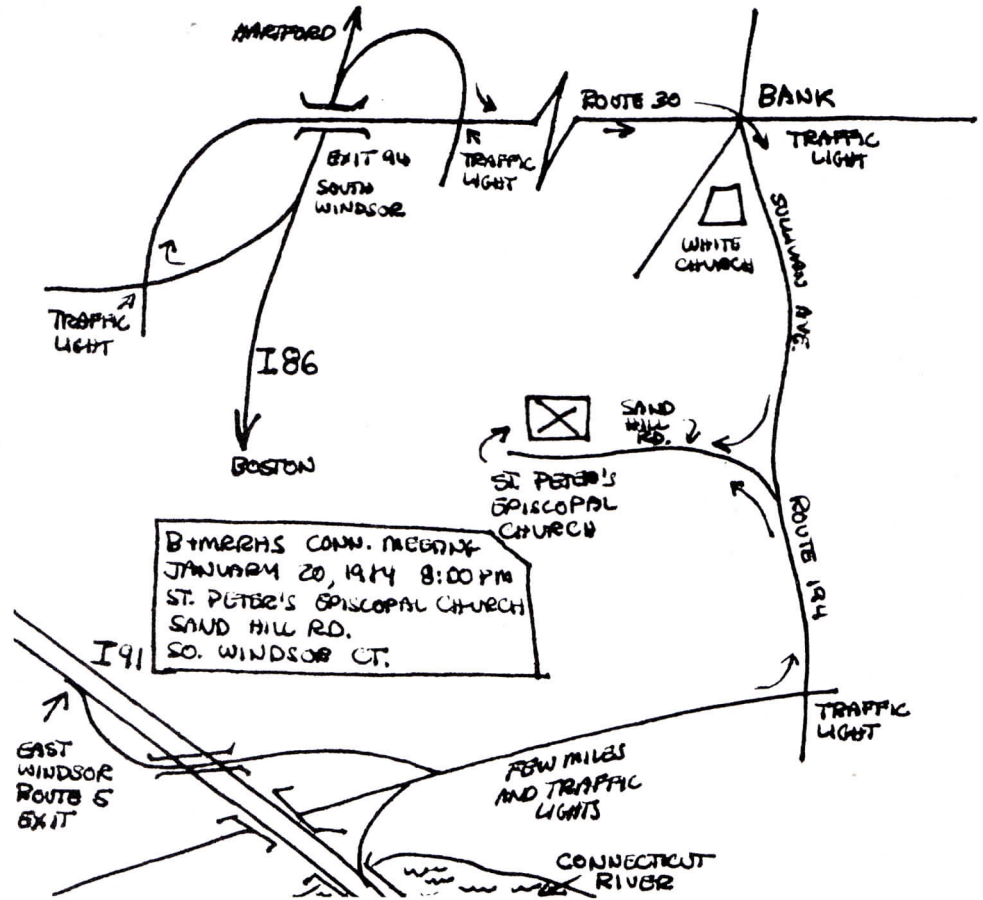 HARTFORD
ROUTE 30
BANK
TRAFFIC
LIGHT
EXIT 94
SOUTH
WINDSOR
TRAFFIC
LIGHT
SULLIVAN AVE.
WHITE
CHURCH
TRAFFIC
LIGHT
I86
BOSTON
SAND
HILL
RD.
ST. PETER'S
EPISCOPAL
CHURCH
ROUTE 194
B+MRRHS CONN. MEETING
JANUARY 20, 1984 8:00 PM
ST. PETER'S EPISCOPAL CHURCH
SAND HILL RD.
SO. WINDSOR CT.
I91
TRAFFIC
LIGHT
EAST
WINDSOR
ROUTE 5
EXIT
FEW MILES
AND TRAFFIC
LIGHTS
CONNECTICUT
RIVER